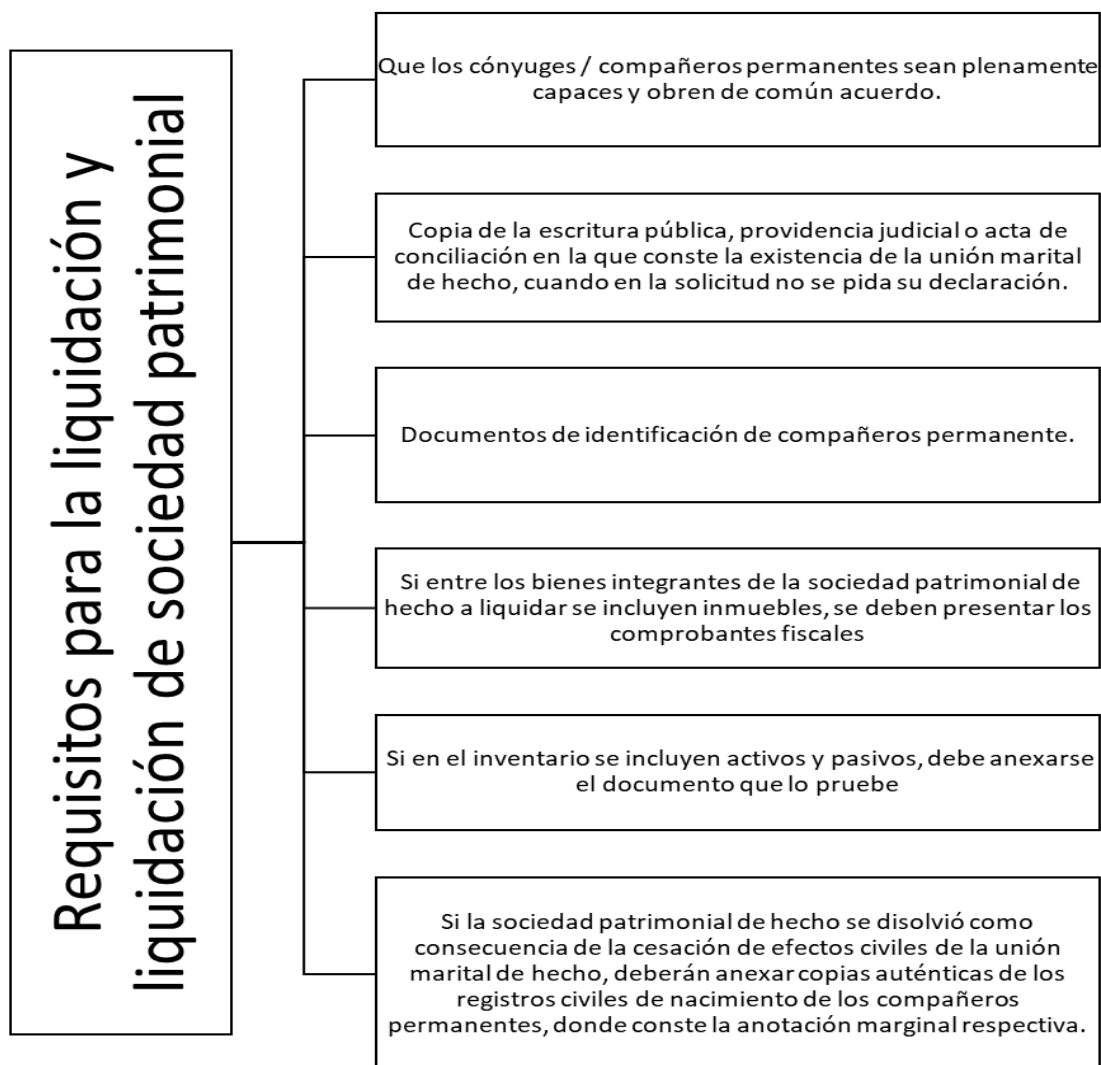 Requisitos para la liquidación y
liquidación de sociedad patrimonial
Que los cónyuges / compañeros permanentes sean plenamente
capaces y obren de común acuerdo.
Copia de la escritura pública, providencia judicial o acta de
conciliación en la que conste la existencia de la unión marital
de hecho, cuando en la solicitud no se pida su declaración.
Documentos de identificación de compañeros permanente.
Si entre los bienes integrantes de la sociedad patrimonial de
hecho a liquidar se incluyen inmuebles, se deben presentar los
comprobantes fiscales
Si en el inventario se incluyen activos y pasivos, debe anexarse
el documento que lo pruebe
Si la sociedad patrimonial de hecho se disolvió como
consecuencia de la cesación de efectos civiles de la unión
marital de hecho, deberán anexar copias auténticas de los
registros civiles de nacimiento de los compañeros
permanentes, donde conste la anotación marginal respectiva.